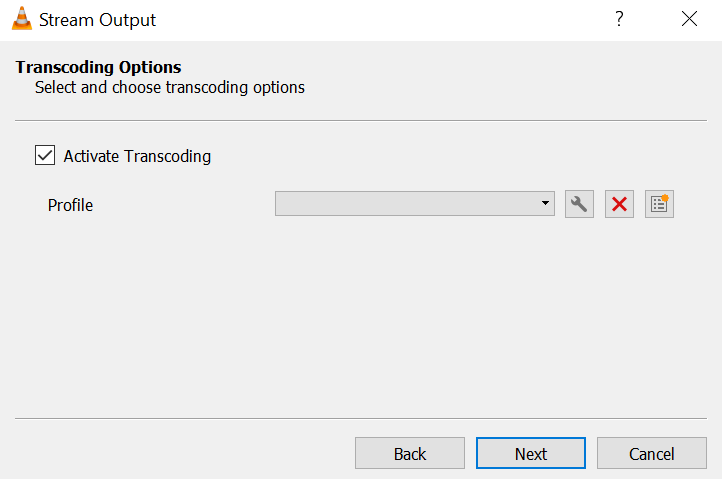 Stream Output
?
Transcoding Options
Select and choose transcoding options
Activate Transcoding
Profile
Back
Next
Cancel